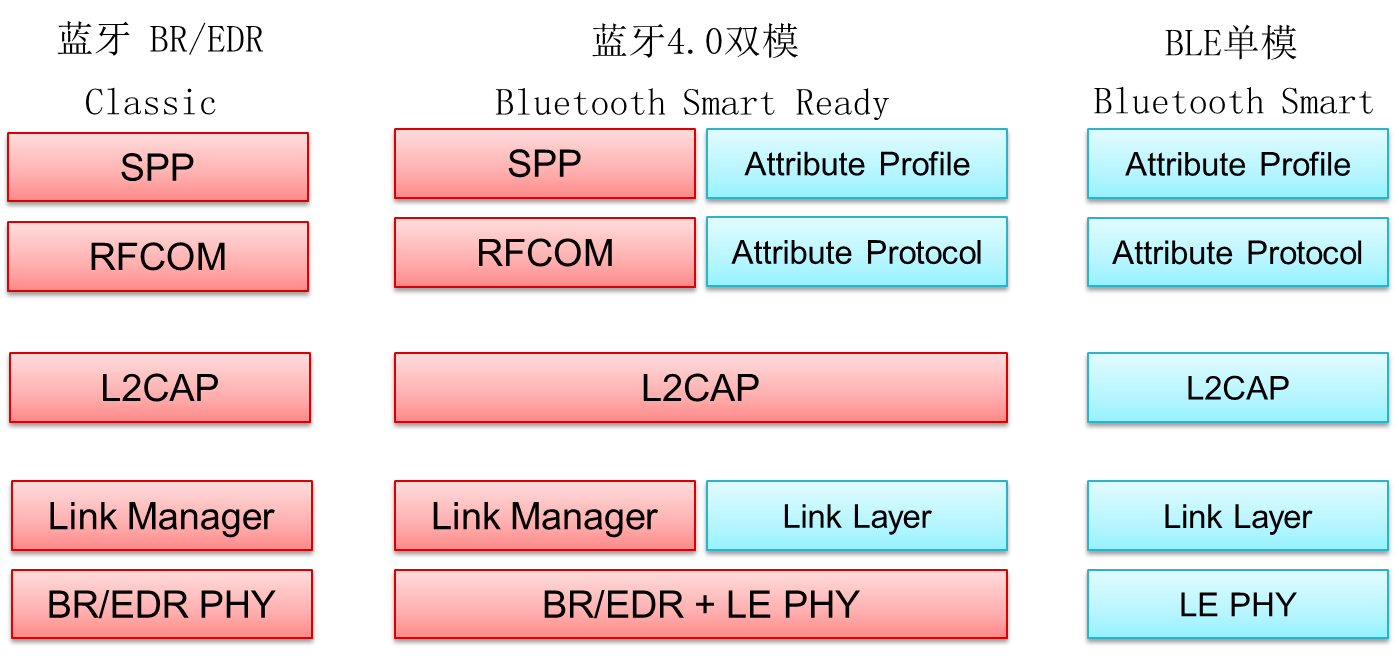 蓝牙 BR/EDR
Classic
SPP
RFCOM
L2CAP
Link Manager
BR/EDR PHY
蓝牙4.0双模
Bluetooth Smart Ready
SPP
Attribute Profile
RFCOM
Attribute Protocol
L2CAP
Link Manager
Link Layer
BR/EDR + LE PHY
BLE单模
Bluetooth Smart
Attribute Profile
Attribute Protocol
L2CAP
Link Layer
LE PHY